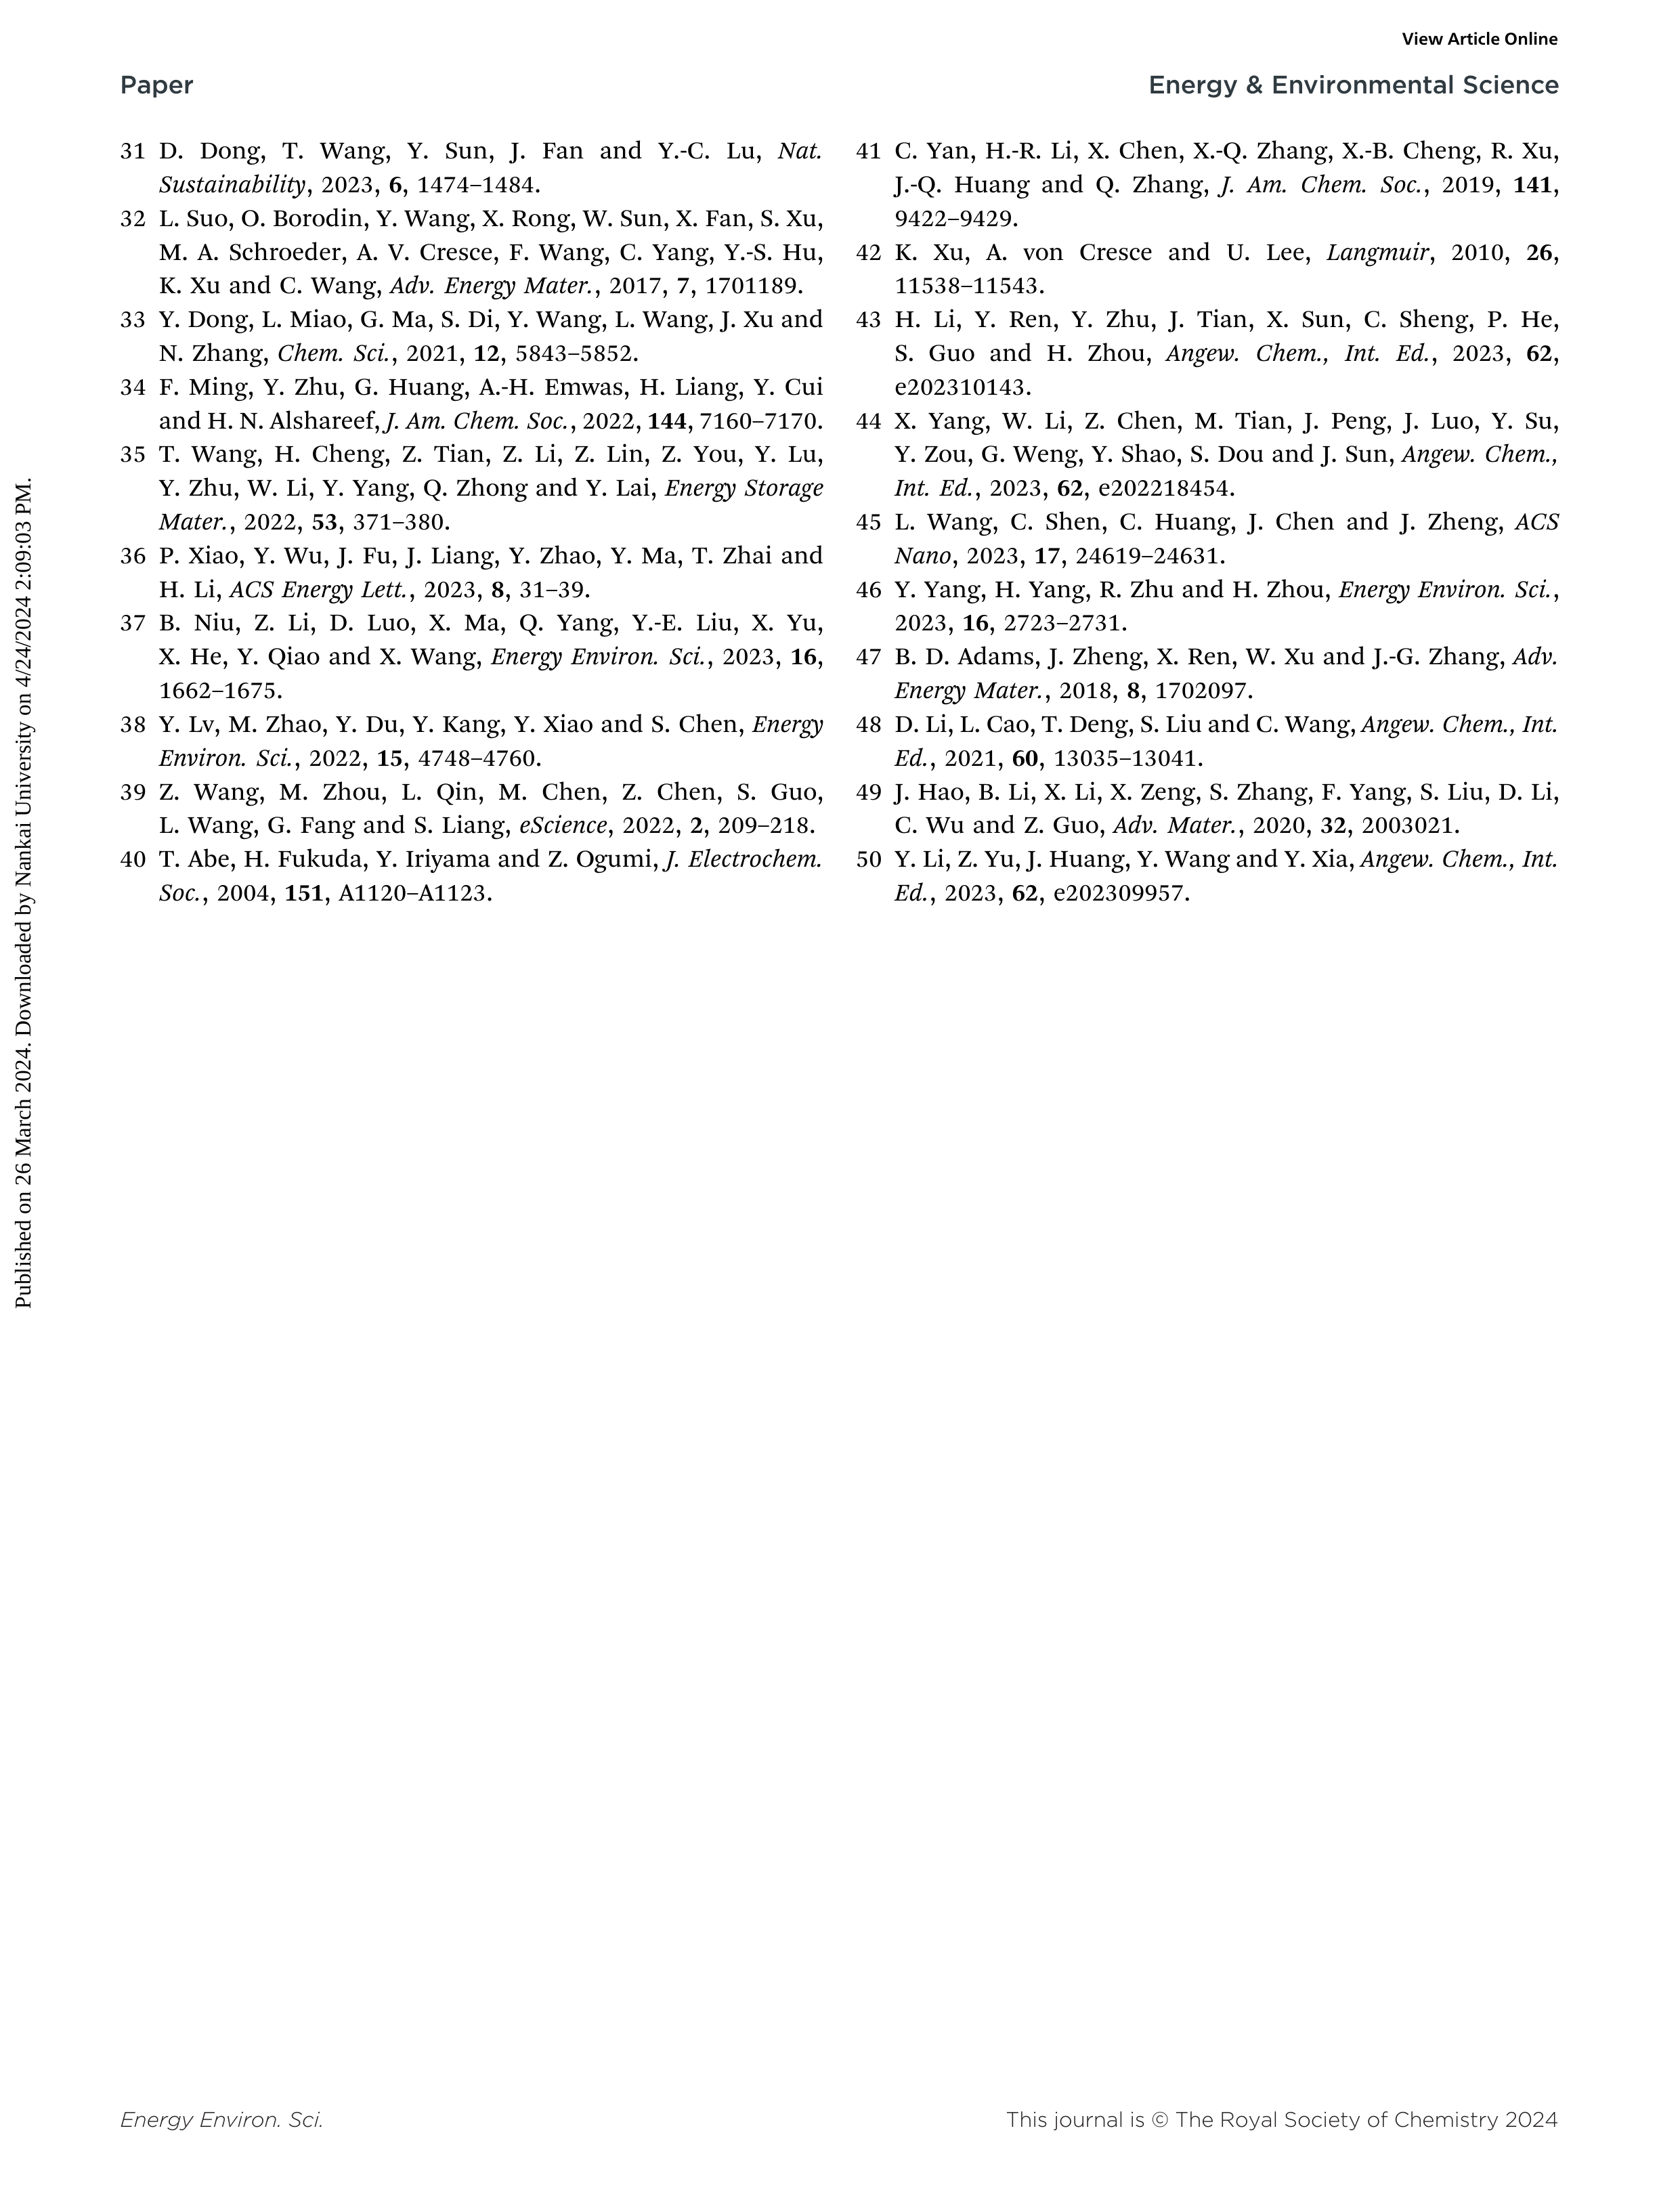 View Article Online
Paper
Energy & Environmental Science
31 D. Dong, T. Wang, Y. Sun, J. Fan and Y.-C. Lu, Nat.
Sustainability, 2023, 6, 1474–1484.
32 L. Suo, O. Borodin, Y. Wang, X. Rong, W. Sun, X. Fan, S. Xu,
M. A. Schroeder, A. V. Cresce, F. Wang, C. Yang, Y.-S. Hu,
K. Xu and C. Wang, Adv. Energy Mater., 2017, 7, 1701189.
33 Y. Dong, L. Miao, G. Ma, S. Di, Y. Wang, L. Wang, J. Xu and
N. Zhang, Chem. Sci., 2021, 12, 5843–5852.
34 F. Ming, Y. Zhu, G. Huang, A.-H. Emwas, H. Liang, Y. Cui
and H. N. Alshareef, J. Am. Chem. Soc., 2022, 144, 7160–7170.
35 T. Wang, H. Cheng, Z. Tian, Z. Li, Z. Lin, Z. You, Y. Lu,
Y. Zhu, W. Li, Y. Yang, Q. Zhong and Y. Lai, Energy Storage
Mater., 2022, 53, 371–380.
36 P. Xiao, Y. Wu, J. Fu, J. Liang, Y. Zhao, Y. Ma, T. Zhai and
H. Li, ACS Energy Lett., 2023, 8, 31–39.
37 B. Niu, Z. Li, D. Luo, X. Ma, Q. Yang, Y.-E. Liu, X. Yu,
X. He, Y. Qiao and X. Wang, Energy Environ. Sci., 2023, 16,
1662–1675.
38 Y. Lv, M. Zhao, Y. Du, Y. Kang, Y. Xiao and S. Chen, Energy
Environ. Sci., 2022, 15, 4748–4760.
39 Z. Wang, M. Zhou, L. Qin, M. Chen, Z. Chen, S. Guo,
L. Wang, G. Fang and S. Liang, eScience, 2022, 2, 209–218.
40 T. Abe, H. Fukuda, Y. Iriyama and Z. Ogumi, J. Electrochem.
Soc., 2004, 151, A1120–A1123.
41 C. Yan, H.-R. Li, X. Chen, X.-Q. Zhang, X.-B. Cheng, R. Xu,
J.-Q. Huang and Q. Zhang, J. Am. Chem. Soc., 2019, 141,
9422–9429.
42 K. Xu, A. von Cresce and U. Lee, Langmuir, 2010, 26,
11538–11543.
43 H. Li, Y. Ren, Y. Zhu, J. Tian, X. Sun, C. Sheng, P. He,
S. Guo and H. Zhou, Angew. Chem., Int. Ed., 2023, 62,
e202310143.
44 X. Yang, W. Li, Z. Chen, M. Tian, J. Peng, J. Luo, Y. Su,
Y. Zou, G. Weng, Y. Shao, S. Dou and J. Sun, Angew. Chem.,
Int. Ed., 2023, 62, e202218454.
45 L. Wang, C. Shen, C. Huang, J. Chen and J. Zheng, ACS
Nano, 2023, 17, 24619–24631.
46 Y. Yang, H. Yang, R. Zhu and H. Zhou, Energy Environ. Sci.,
2023, 16, 2723–2731.
47 B. D. Adams, J. Zheng, X. Ren, W. Xu and J.-G. Zhang, Adv.
Energy Mater., 2018, 8, 1702097.
48 D. Li, L. Cao, T. Deng, S. Liu and C. Wang, Angew. Chem., Int.
Ed., 2021, 60, 13035–13041.
49 J. Hao, B. Li, X. Li, X. Zeng, S. Zhang, F. Yang, S. Liu, D. Li,
C. Wu and Z. Guo, Adv. Mater., 2020, 32, 2003021.
50 Y. Li, Z. Yu, J. Huang, Y. Wang and Y. Xia, Angew. Chem., Int.
Ed., 2023, 62, e202309957.
Published on 26 March 2024. Downloaded by Nankai University on 4/24/2024 2:09:03 PM.
Energy Environ. Sci.
This journal is © The Royal Society of Chemistry 2024